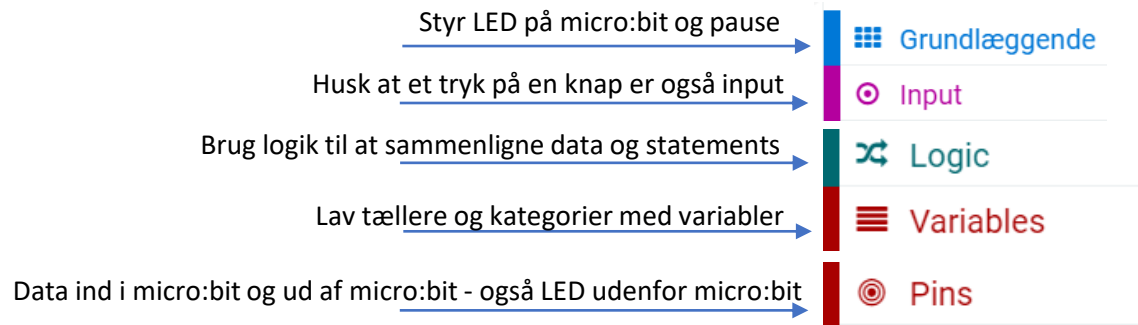 Styr LED på micro:bit og pause
Grundlæggende
Husk at et tryk på en knap er også input
Input
Brug logik til at sammenligne data og statements
Logic
Lav tællere og kategorier med variabler
Variables
Data ind i micro:bit og ud af micro:bit - også LED udenfor micro:bit
Pins